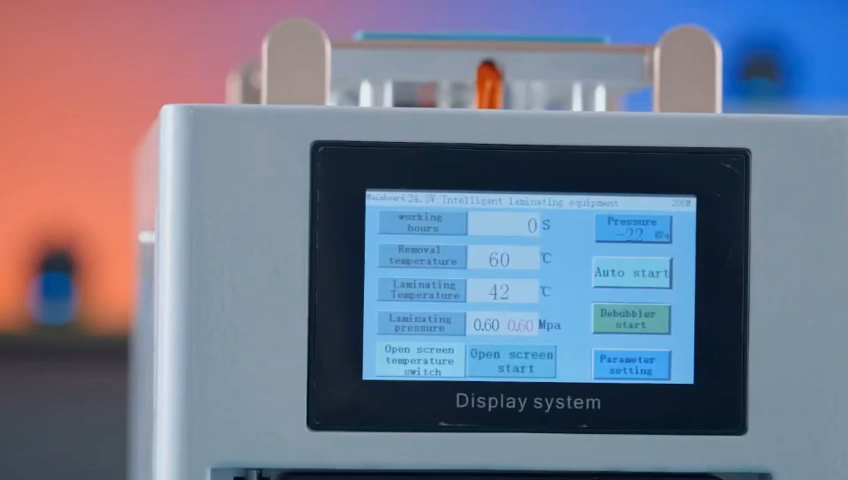 Mainboard 24.3V Intelligent laminating equipment
working hours 0 S
Pressure -22 KPa
Removal temperature 60 ℃
Auto start
Laminating Temperature 42 ℃
Debubbler start
Laminating pressure 0.60 0.60 Mpa
Open screen temperature switch
Open screen start
Parameter setting
Display system